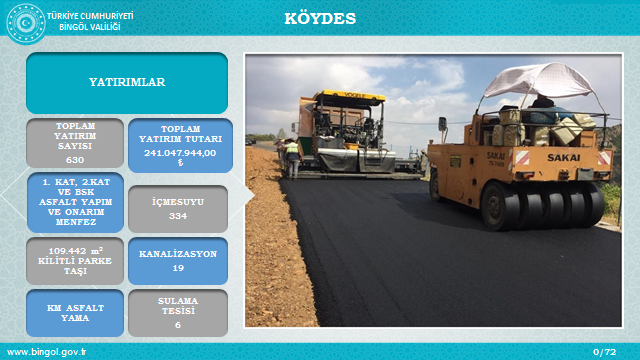 TÜRKİYE CUMHURİYETİ
BİNGÖL VALİLİĞİ
KÖYDES
YATIRIMLAR
TOPLAM
YATIRIM
SAYISI
630
TOPLAM
YATIRIM TUTARI
241.047.944,00
₺
1. KAT, 2.KAT
VE BSK
ASFALT YAPIM
VE ONARIM
MENFEZ
İÇMESUYU
334
109.442 m²
KİLİTLİ PARKE
TAŞI
KANALİZASYON
19
KM ASFALT
YAMA
SULAMA
TESİSİ
6
VÖGELE
SAKAI
SAKAI
www.bingol.gov.tr
0/72